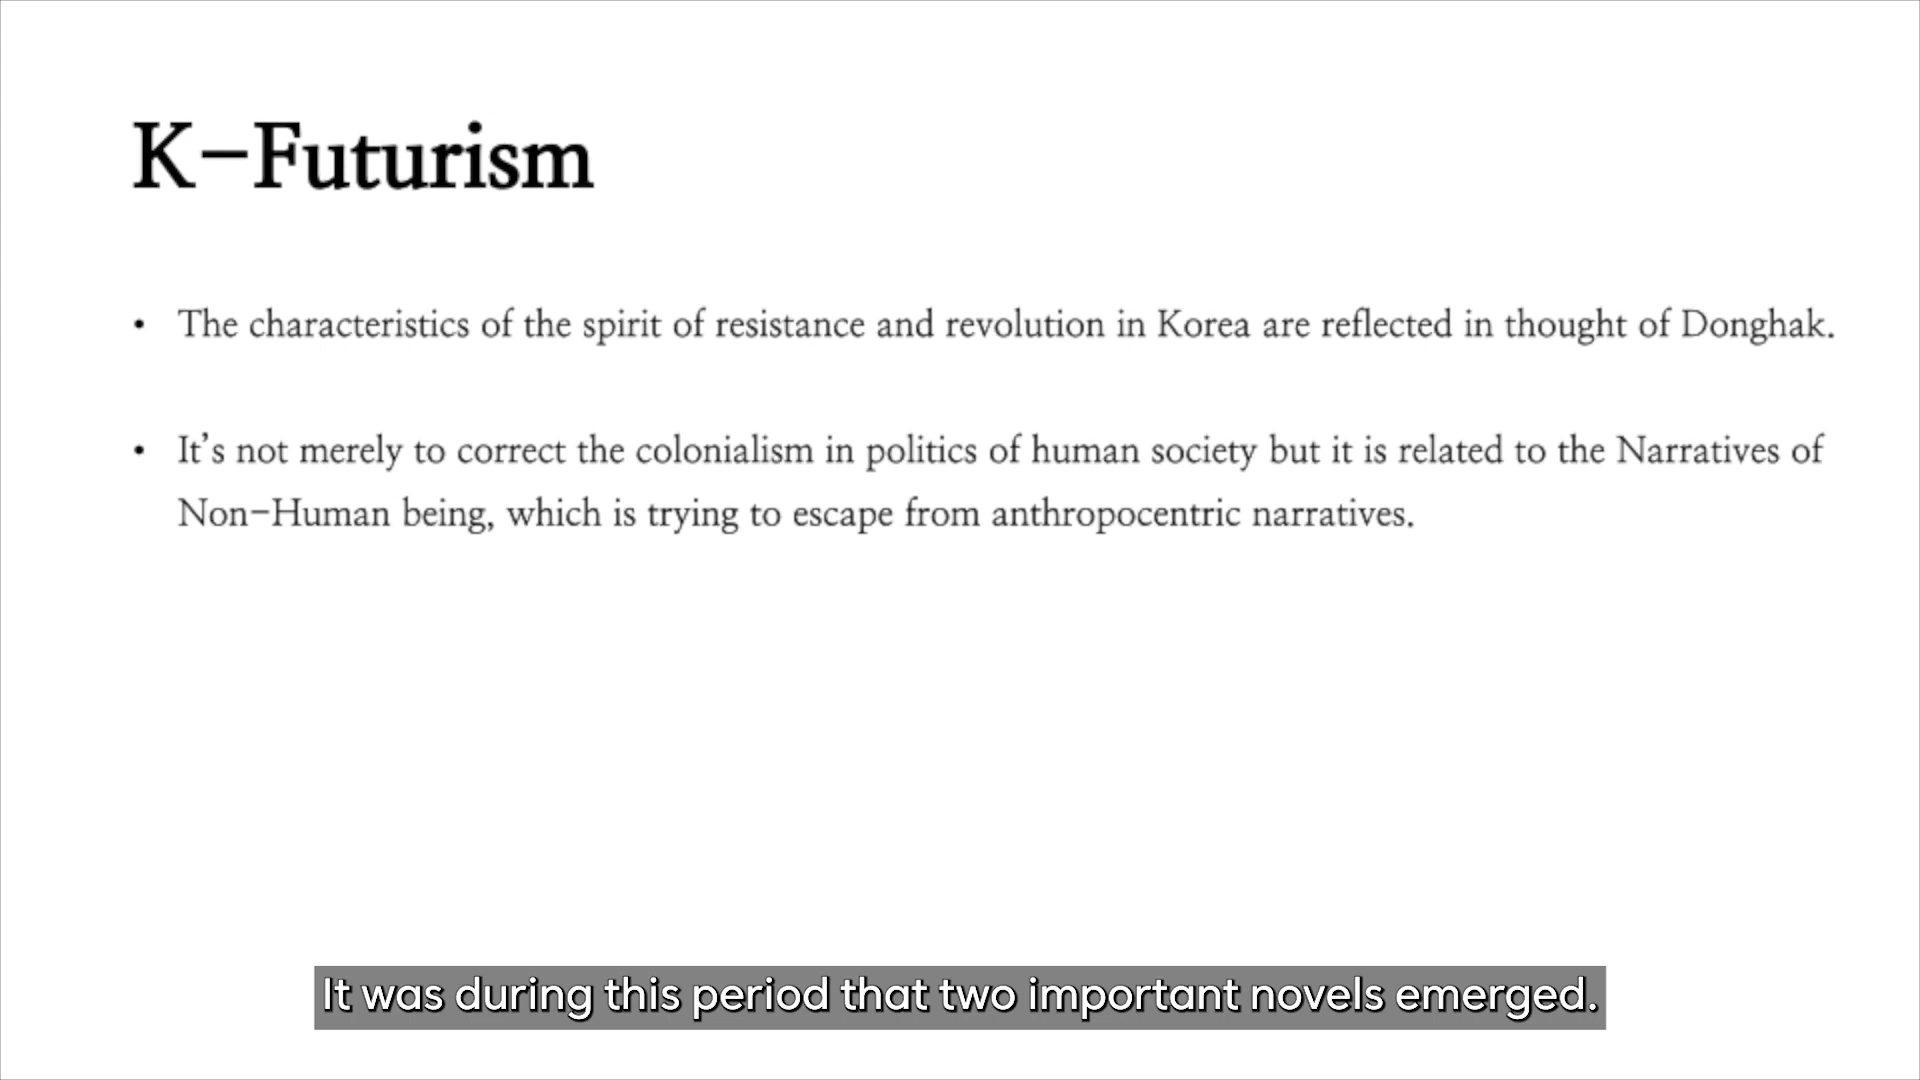 K-Futurism
• The characteristics of the spirit of resistance and revolution in Korea are reflected in thought of Donghak.
• It's not merely to correct the colonialism in politics of human society but it is related to the Narratives of
Non-Human being, which is trying to escape from anthropocentric narratives.
It was during this period that two important novels emerged.